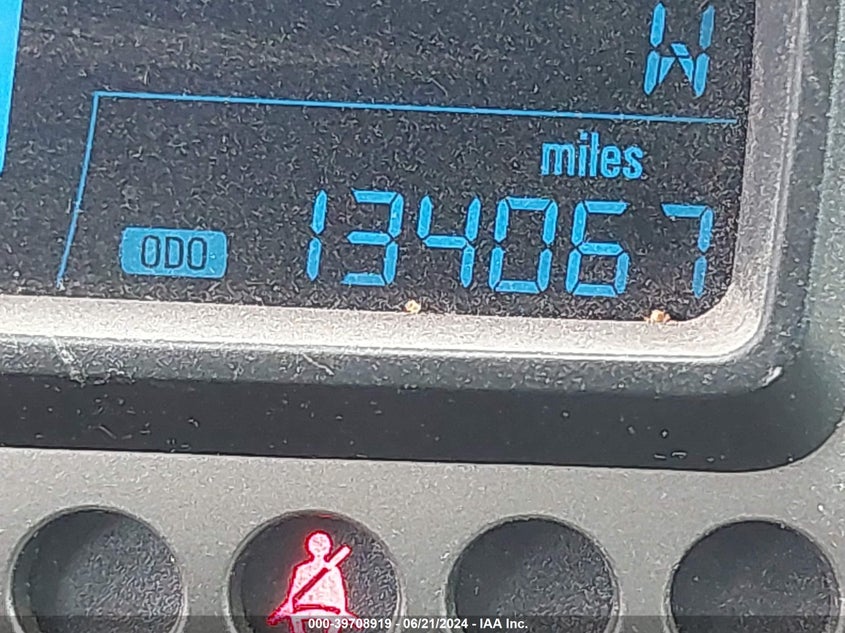 W
miles
ODO 134067
000-39708919 / 06/21/2024 - IAA Inc.